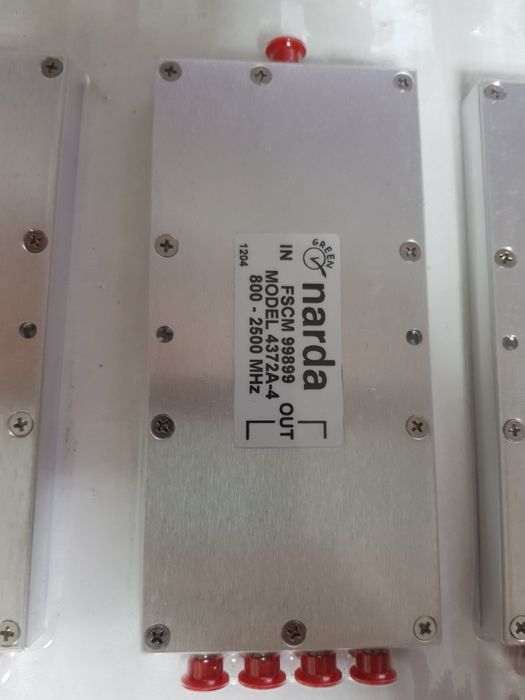 GREEN
narda
IN FSCM 99899 OUT
MODEL 4372A-4
800 - 2500 MHz
1204